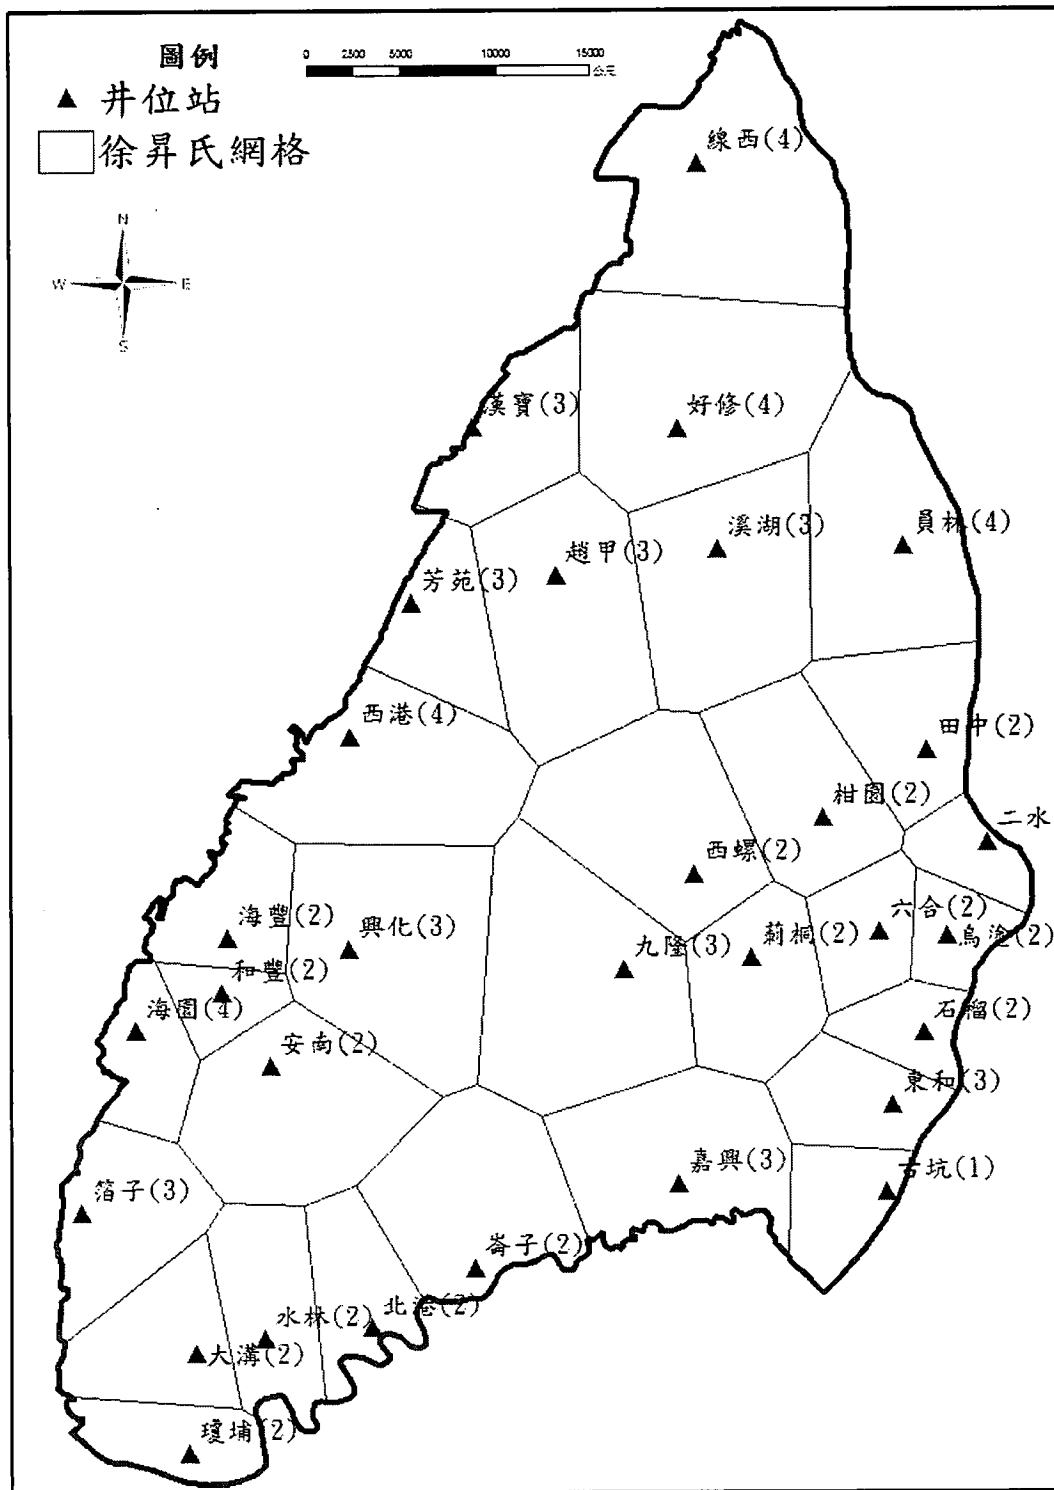 圖例
0 2500 5000 10000 15000
公尺
井位站
徐昇氏網格
N
W E
S
線西(4)
漢寶(3)
好修(4)
員林(4)
溪湖(3)
趙甲(3)
芳苑(3)
西港(4)
田中(2)
柑園(2)
二水
西螺(2)
海豐(2)
興化(3)
九隆(3)
莿桐(2)
六合(2)
烏塗(2)
和豐(2)
海園(4)
安南(2)
石榴(2)
東和(3)
嘉興(3)
古坑(1)
箔子(3)
崙子(2)
北港(2)
水林(2)
大溝(2)
瓊埔(2)